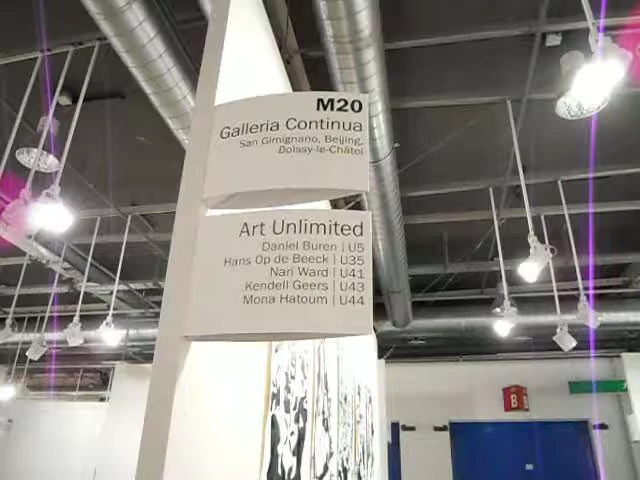 M20
Galleria Continua
San Gimignano, Beijing,
Boissy-le-Châtel
Art Unlimited
Daniel Buren | U5
Hans Op de Beeck | U35
Nari Ward | U41
Kendell Geers | U43
Mona Hatoum | U44
B